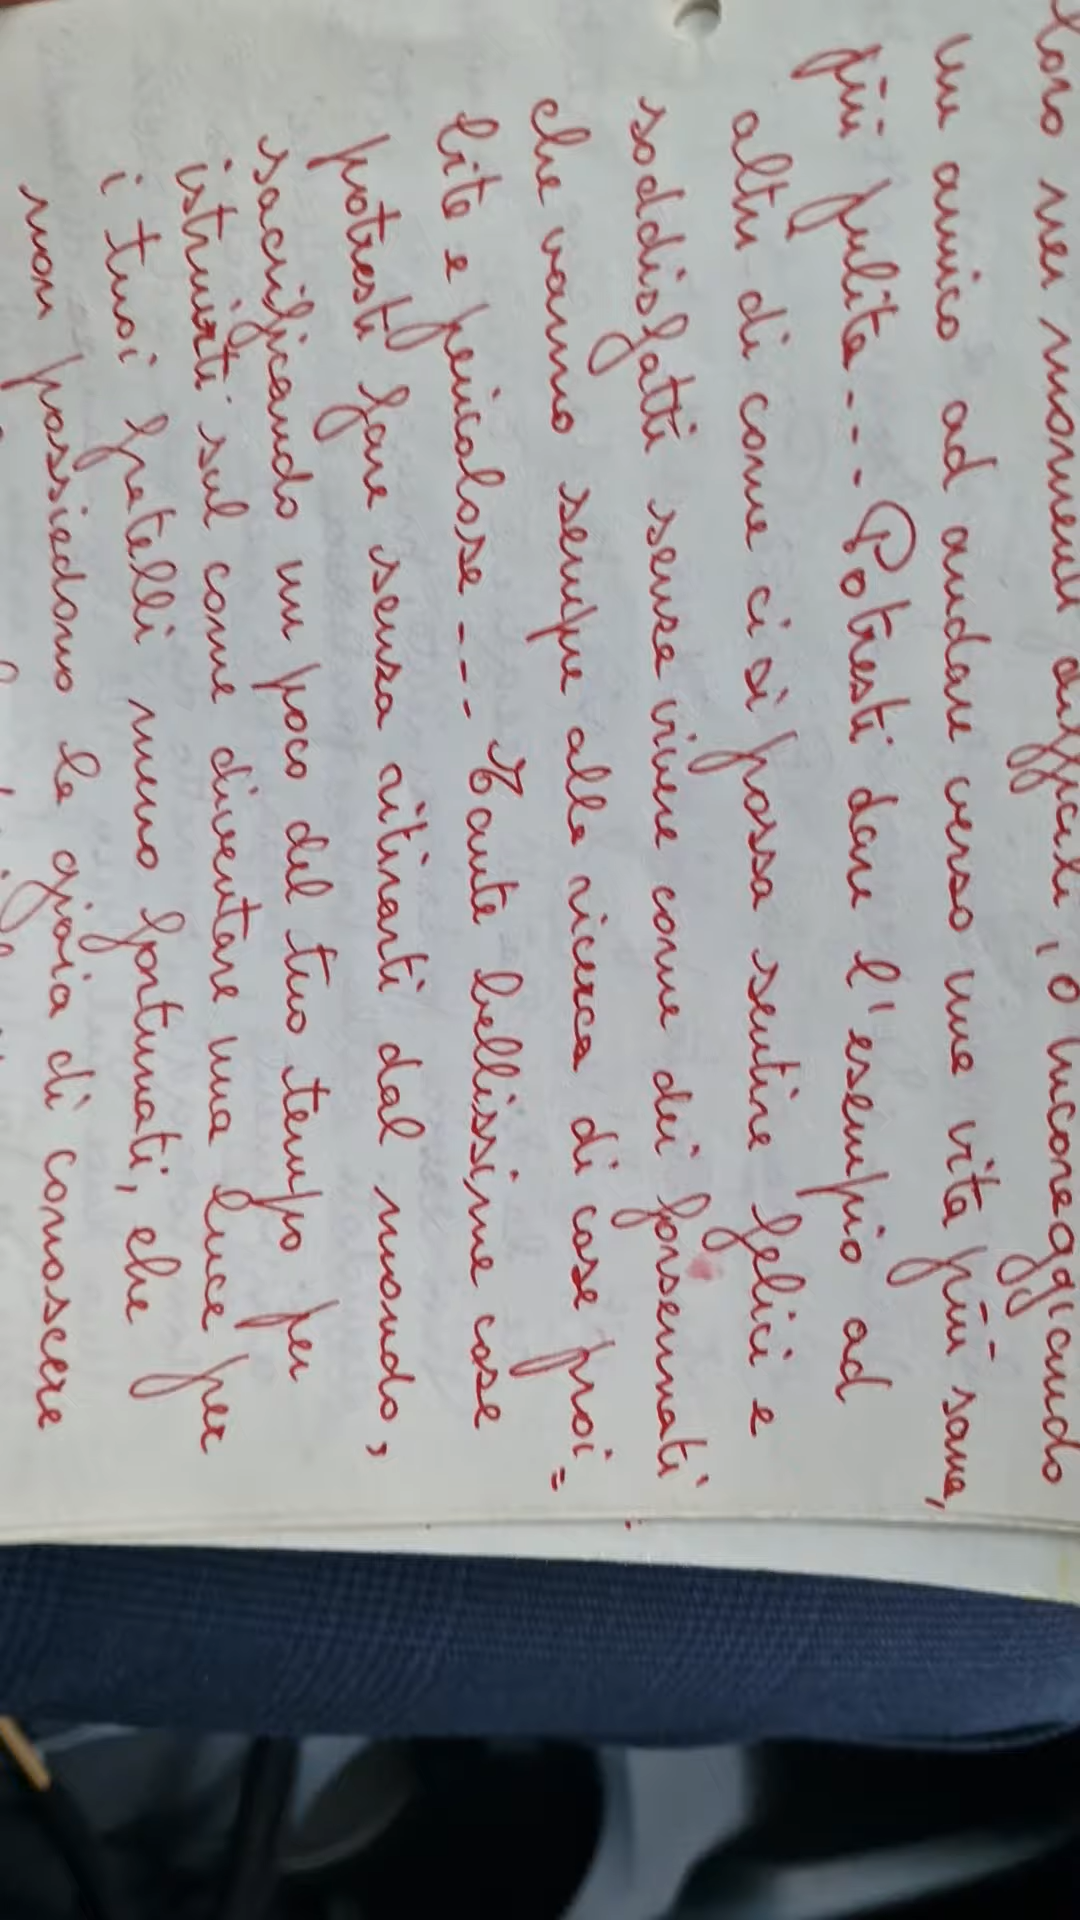 loro nei momenti difficili, o incoraggiando
un amico ad andare verso una vita più sana,
più pulita... Potresti dare l'esempio ad
altri di come ci si possa sentire felici e
soddisfatti senza vivere come dei forsennati
che vanno sempre alla ricerca di cose proi=
bite e pericolose... Tante bellissime cose
potresti fare senza ritirarti dal mondo,
sacrificando un poco del tuo tempo per
istruirti sul come diventare una luce per
i tuoi fratelli meno fortunati, che
non possiedono la gioia di conoscere